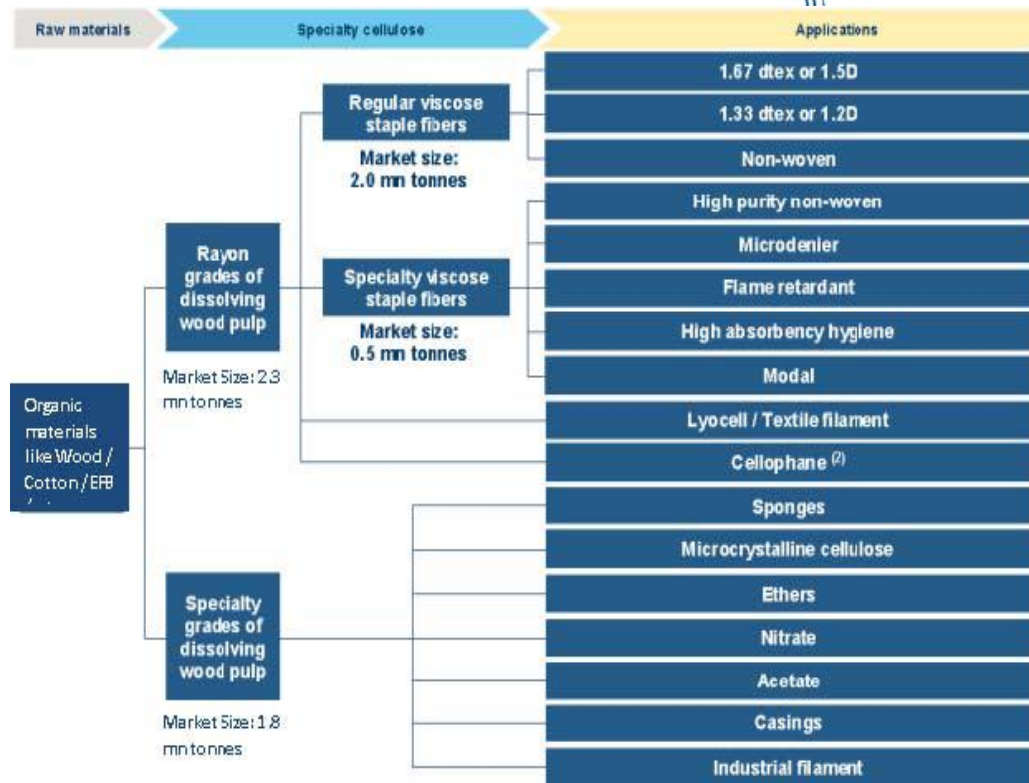 Raw materials
Specialty cellulose
Applications
Organic
materials
like Wood /
Cotton / EFB
Rayon
grades of
dissolving
wood pulp
Market Size: 2.3
mn tonnes
Specialty
grades of
dissolving
wood pulp
Market Size: 1.8
mn tonnes
Regular viscose
staple fibers
Market size:
2.0 mn tonnes
Specialty viscose
staple fibers
Market size:
0.5 mn tonnes
1.67 dtex or 1.5D
1.33 dtex or 1.2D
Non-woven
High purity non-woven
Microdenier
Flame retardant
High absorbency hygiene
Modal
Lyocell / Textile filament
Cellophane (2)
Sponges
Microcrystalline cellulose
Ethers
Nitrate
Acetate
Casings
Industrial filament